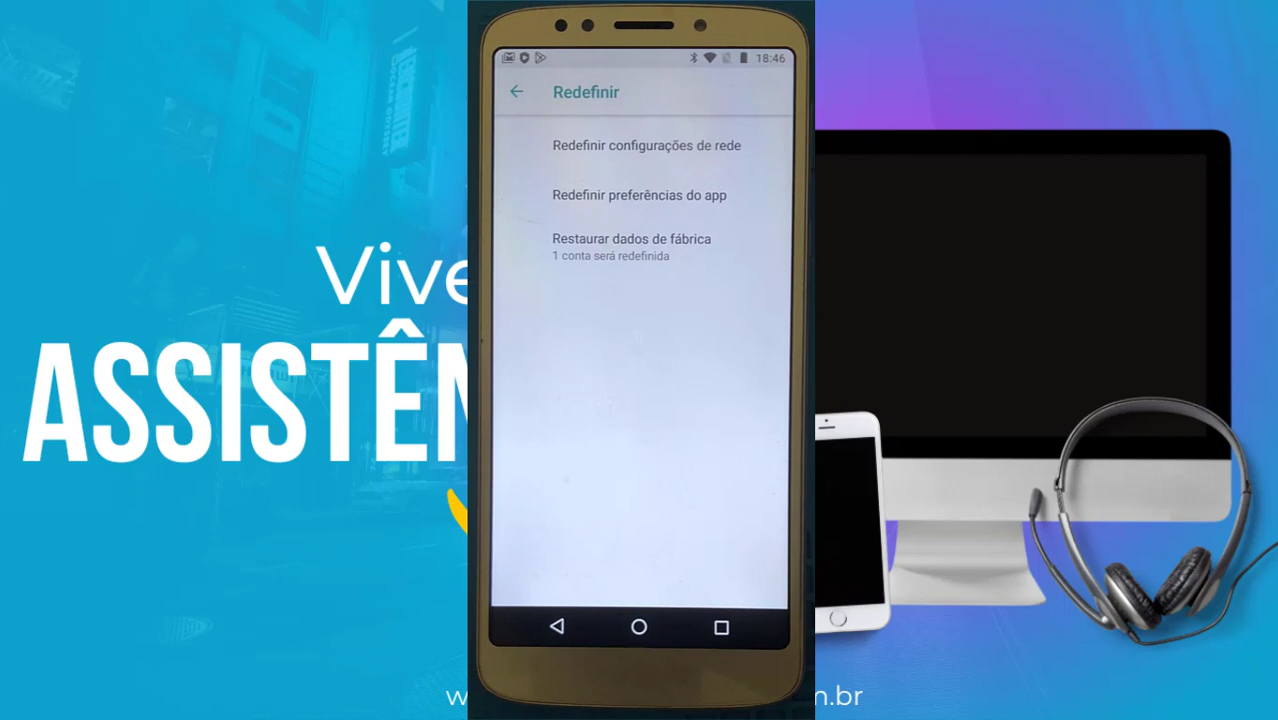 18:46
Redefinir
Redefinir configurações de rede
Redefinir preferências do app
Restaurar dados de fábrica
1 conta será redefinida
Vive
ASSISTÊN
w
m.br